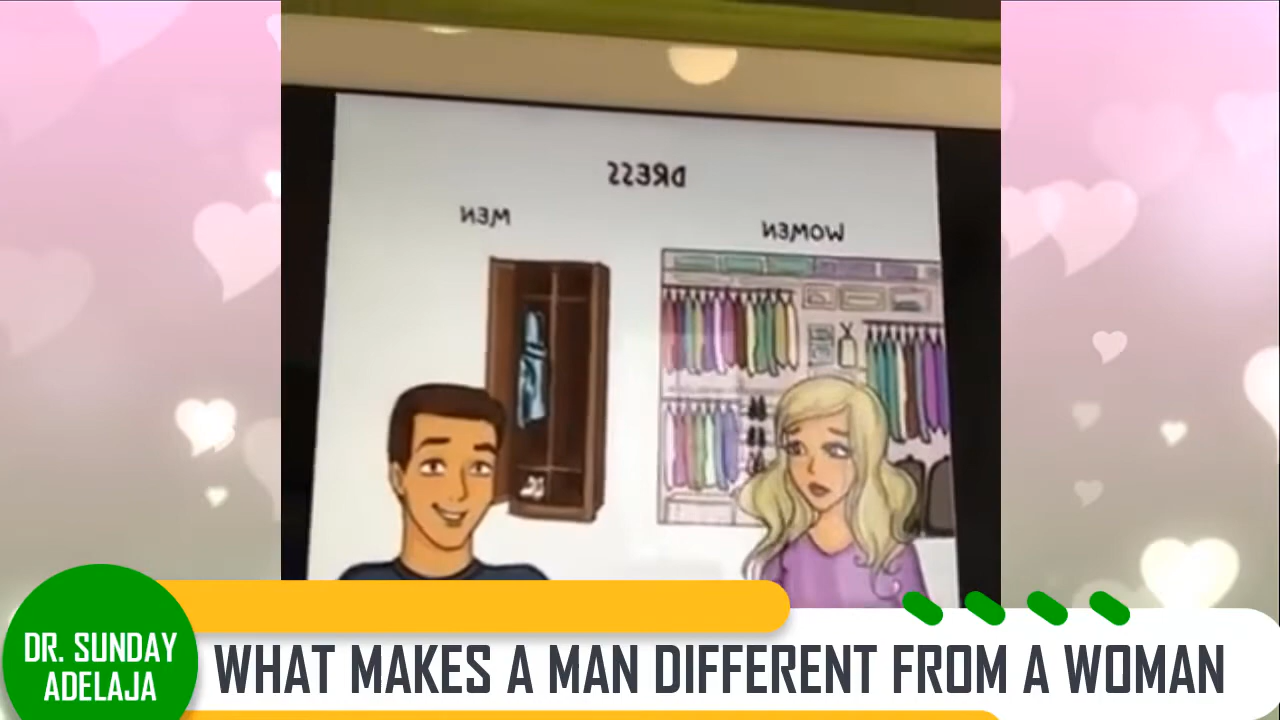 DRESS
MEN
WOMEN
DR. SUNDAY
ADELAJA
WHAT MAKES A MAN DIFFERENT FROM A WOMAN